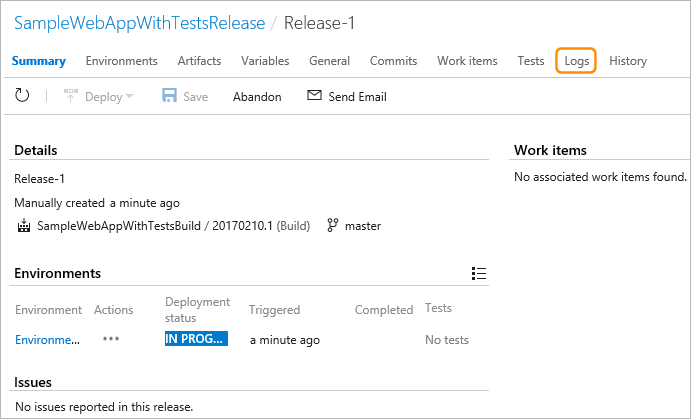 SampleWebAppWithTestsRelease / Release-1
Summary Environments Artifacts Variables General Commits Work items Tests Logs History
Deploy Save Abandon Send Email
Details
Release-1
Manually created a minute ago
SampleWebAppWithTestsBuild / 20170210.1 (Build) master
Work items
No associated work items found.
Environments
Environment Actions Deployment status Triggered Completed Tests
Environme... ••• IN PROG... a minute ago No tests
Issues
No issues reported in this release.